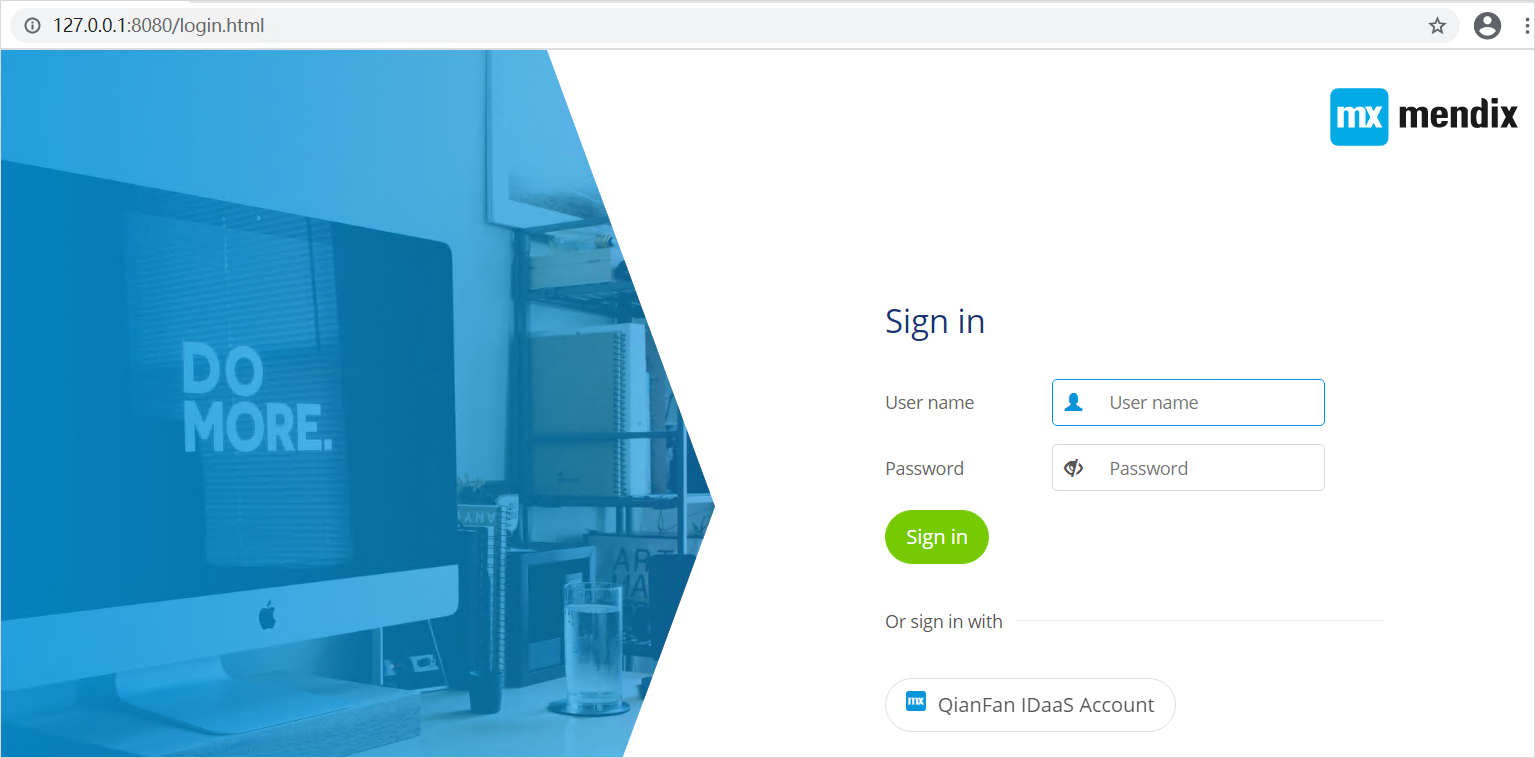 127.0.0.1:8080/login.html
mx mendix
DO
MORE.
Sign in
User name
User name
Password
Password
Sign in
Or sign in with
mx QianFan IDaaS Account
ANY
ART
MA